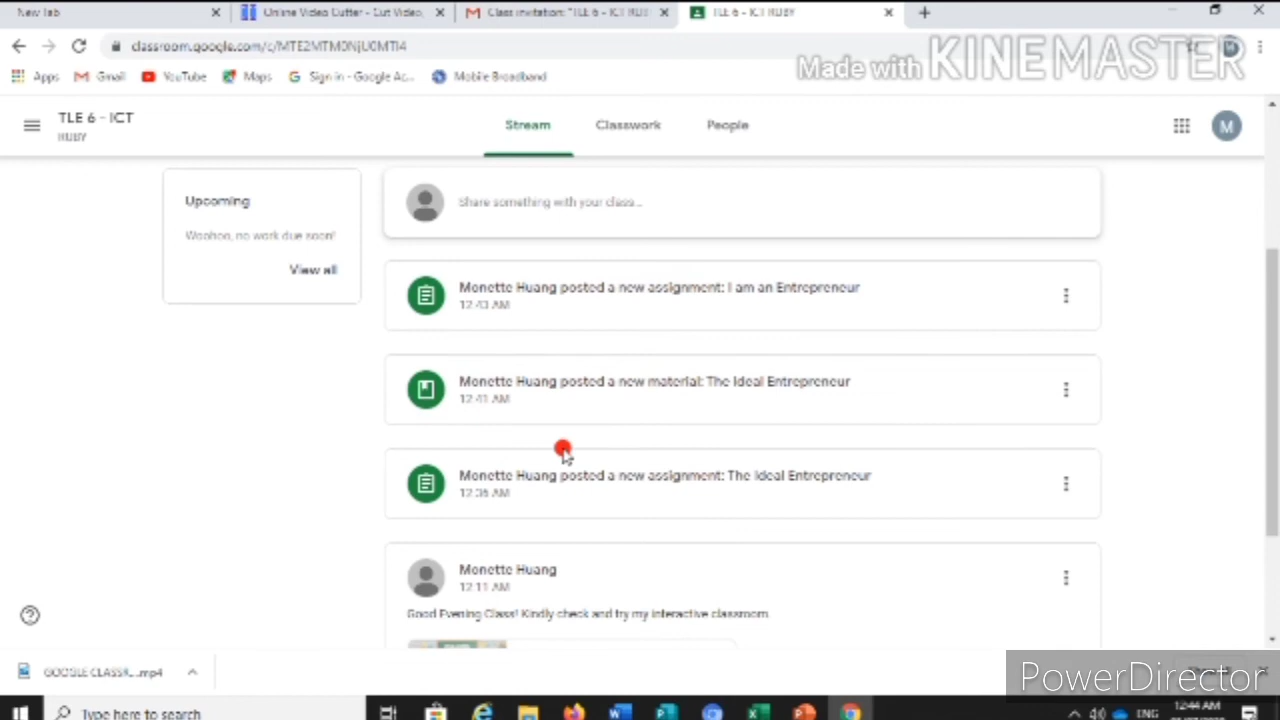 New Tab
Online Video Cutter - Cut Video,
Class invitation: "TLE 6 - ICT RUBY
TLE 6 - ICT RUBY
Made with KINEMASTER
Apps
Gmail
YouTube
Maps
Sign in - Google Ac...
Mobile Broadband
TLE 6 - ICT
RUBY
Stream
Classwork
People
M
Upcoming
Woohoo, no work due soon!
View all
Share something with your class...
Monette Huang posted a new assignment: I am an Entrepreneur
12:43 AM
Monette Huang posted a new material: The Ideal Entrepreneur
12:41 AM
Monette Huang posted a new assignment: The Ideal Entrepreneur
12:36 AM
Monette Huang
12:11 AM
Good Evening Class! Kindly check and try my interactive classroom
GOOGLE CLASSR....mp4
PowerDirector
Type here to search
ENG
12:44 AM